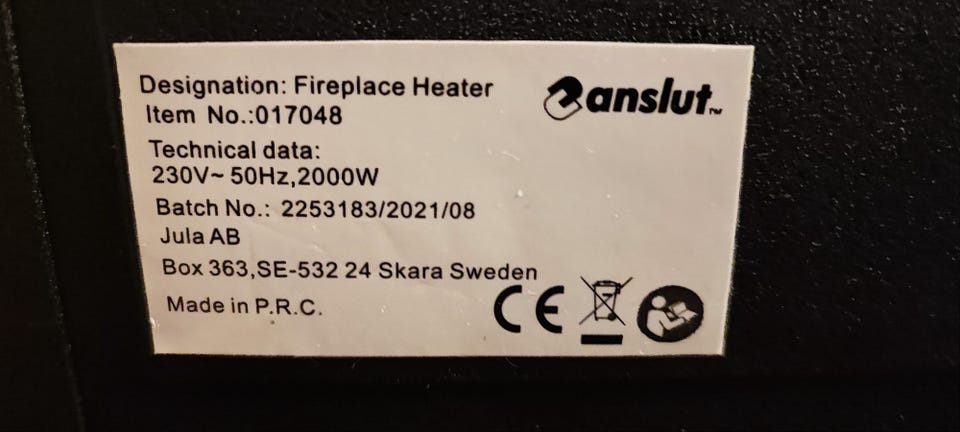 Designation: Fireplace Heater
anslut™
Item No.:017048
Technical data:
230V~ 50Hz,2000W
Batch No.: 2253183/2021/08
Jula AB
Box 363,SE-532 24 Skara Sweden
Made in P.R.C.
CE